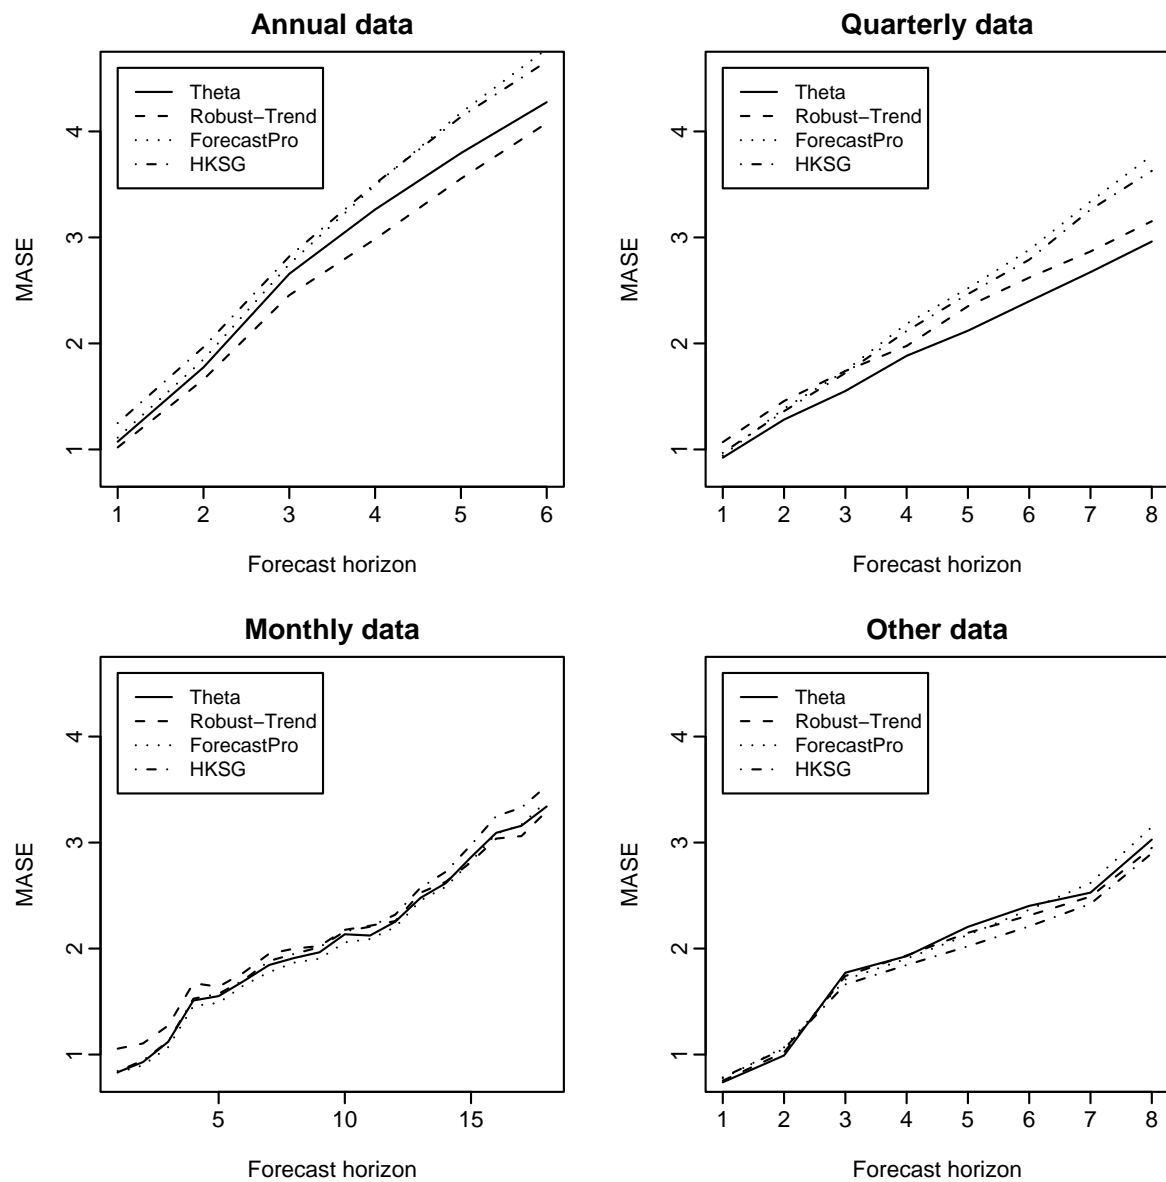 Annual data
Theta
Robust−Trend
ForecastPro
HKSG
MASE
1 2 3 4
1 2 3 4 5 6
Forecast horizon
Quarterly data
Theta
Robust−Trend
ForecastPro
HKSG
MASE
1 2 3 4
1 2 3 4 5 6 7 8
Forecast horizon
Monthly data
Theta
Robust−Trend
ForecastPro
HKSG
MASE
1 2 3 4
5 10 15
Forecast horizon
Other data
Theta
Robust−Trend
ForecastPro
HKSG
MASE
1 2 3 4
1 2 3 4 5 6 7 8
Forecast horizon